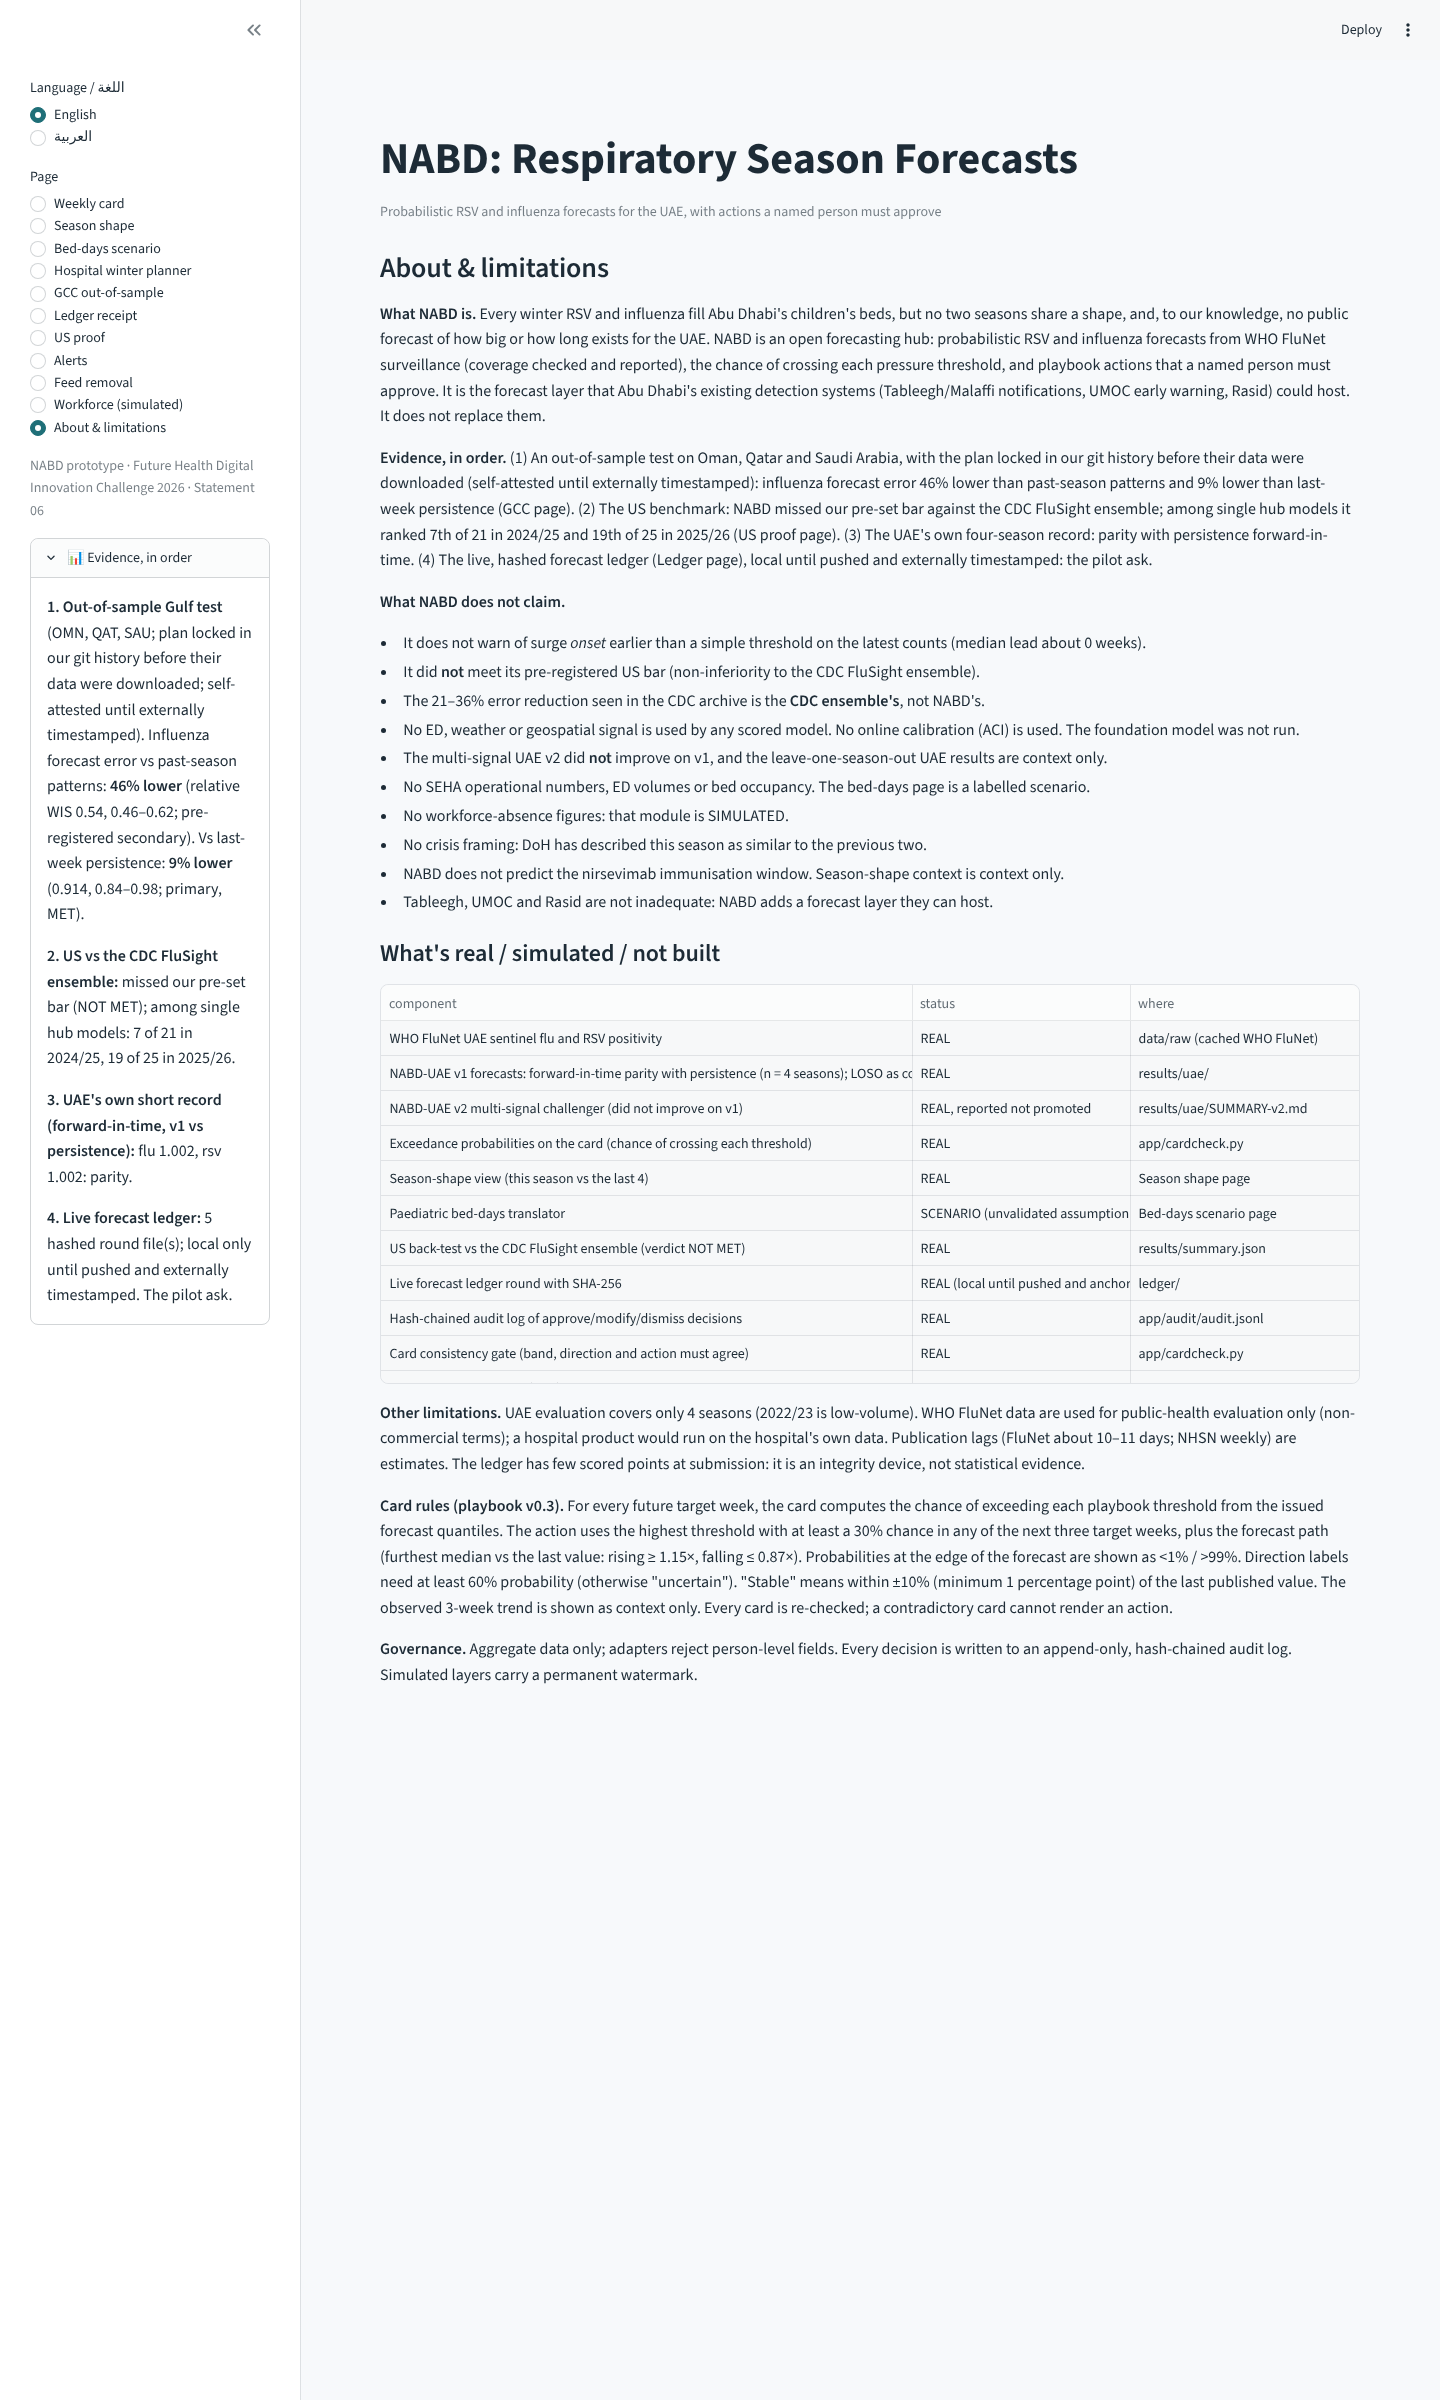 Language / اللغة
English
العربية
Page
Weekly card
Season shape
Bed-days scenario
Hospital winter planner
GCC out-of-sample
Ledger receipt
US proof
Alerts
Feed removal
Workforce (simulated)
About & limitations
NABD prototype · Future Health Digital
Innovation Challenge 2026 · Statement
06
📊 Evidence, in order
1. Out-of-sample Gulf test
(OMN, QAT, SAU; plan locked in
our git history before their
data were downloaded; self-
attested until externally
timestamped). Influenza
forecast error vs past-season
patterns: 46% lower (relative
WIS 0.54, 0.46–0.62; pre-
registered secondary). Vs last-
week persistence: 9% lower
(0.914, 0.84–0.98; primary,
MET).
2. US vs the CDC FluSight
ensemble: missed our pre-set
bar (NOT MET); among single
hub models: 7 of 21 in
2024/25, 19 of 25 in 2025/26.
3. UAE's own short record
(forward-in-time, v1 vs
persistence): flu 1.002, rsv
1.002: parity.
4. Live forecast ledger: 5
hashed round file(s); local only
until pushed and externally
timestamped. The pilot ask.
Deploy
NABD: Respiratory Season Forecasts
Probabilistic RSV and influenza forecasts for the UAE, with actions a named person must approve
About & limitations
What NABD is. Every winter RSV and influenza fill Abu Dhabi's children's beds, but no two seasons share a shape, and, to our knowledge, no public
forecast of how big or how long exists for the UAE. NABD is an open forecasting hub: probabilistic RSV and influenza forecasts from WHO FluNet
surveillance (coverage checked and reported), the chance of crossing each pressure threshold, and playbook actions that a named person must
approve. It is the forecast layer that Abu Dhabi's existing detection systems (Tableegh/Malaffi notifications, UMOC early warning, Rasid) could host.
It does not replace them.
Evidence, in order. (1) An out-of-sample test on Oman, Qatar and Saudi Arabia, with the plan locked in our git history before their data were
downloaded (self-attested until externally timestamped): influenza forecast error 46% lower than past-season patterns and 9% lower than last-
week persistence (GCC page). (2) The US benchmark: NABD missed our pre-set bar against the CDC FluSight ensemble; among single hub models it
ranked 7th of 21 in 2024/25 and 19th of 25 in 2025/26 (US proof page). (3) The UAE's own four-season record: parity with persistence forward-in-
time. (4) The live, hashed forecast ledger (Ledger page), local until pushed and externally timestamped: the pilot ask.
What NABD does not claim.
• It does not warn of surge onset earlier than a simple threshold on the latest counts (median lead about 0 weeks).
• It did not meet its pre-registered US bar (non-inferiority to the CDC FluSight ensemble).
• The 21–36% error reduction seen in the CDC archive is the CDC ensemble's, not NABD's.
• No ED, weather or geospatial signal is used by any scored model. No online calibration (ACI) is used. The foundation model was not run.
• The multi-signal UAE v2 did not improve on v1, and the leave-one-season-out UAE results are context only.
• No SEHA operational numbers, ED volumes or bed occupancy. The bed-days page is a labelled scenario.
• No workforce-absence figures: that module is SIMULATED.
• No crisis framing: DoH has described this season as similar to the previous two.
• NABD does not predict the nirsevimab immunisation window. Season-shape context is context only.
• Tableegh, UMOC and Rasid are not inadequate: NABD adds a forecast layer they can host.
What's real / simulated / not built
component status where
WHO FluNet UAE sentinel flu and RSV positivity REAL data/raw (cached WHO FluNet)
NABD-UAE v1 forecasts: forward-in-time parity with persistence (n = 4 seasons); LOSO as co REAL results/uae/
NABD-UAE v2 multi-signal challenger (did not improve on v1) REAL, reported not promoted results/uae/SUMMARY-v2.md
Exceedance probabilities on the card (chance of crossing each threshold) REAL app/cardcheck.py
Season-shape view (this season vs the last 4) REAL Season shape page
Paediatric bed-days translator SCENARIO (unvalidated assumption Bed-days scenario page
US back-test vs the CDC FluSight ensemble (verdict NOT MET) REAL results/summary.json
Live forecast ledger round with SHA-256 REAL (local until pushed and anchor ledger/
Hash-chained audit log of approve/modify/dismiss decisions REAL app/audit/audit.jsonl
Card consistency gate (band, direction and action must agree) REAL app/cardcheck.py
Other limitations. UAE evaluation covers only 4 seasons (2022/23 is low-volume). WHO FluNet data are used for public-health evaluation only (non-
commercial terms); a hospital product would run on the hospital's own data. Publication lags (FluNet about 10–11 days; NHSN weekly) are
estimates. The ledger has few scored points at submission: it is an integrity device, not statistical evidence.
Card rules (playbook v0.3). For every future target week, the card computes the chance of exceeding each playbook threshold from the issued
forecast quantiles. The action uses the highest threshold with at least a 30% chance in any of the next three target weeks, plus the forecast path
(furthest median vs the last value: rising ≥ 1.15×, falling ≤ 0.87×). Probabilities at the edge of the forecast are shown as <1% / >99%. Direction labels
need at least 60% probability (otherwise "uncertain"). "Stable" means within ±10% (minimum 1 percentage point) of the last published value. The
observed 3-week trend is shown as context only. Every card is re-checked; a contradictory card cannot render an action.
Governance. Aggregate data only; adapters reject person-level fields. Every decision is written to an append-only, hash-chained audit log.
Simulated layers carry a permanent watermark.